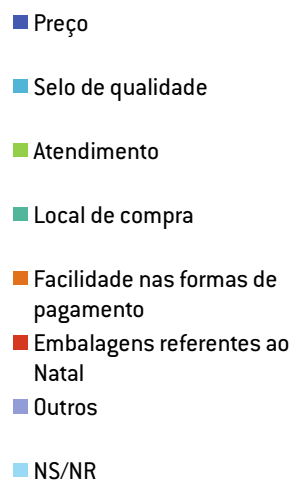 Preço
Selo de qualidade
Atendimento
Local de compra
Facilidade nas formas de
pagamento
Embalagens referentes ao
Natal
Outros
NS/NR